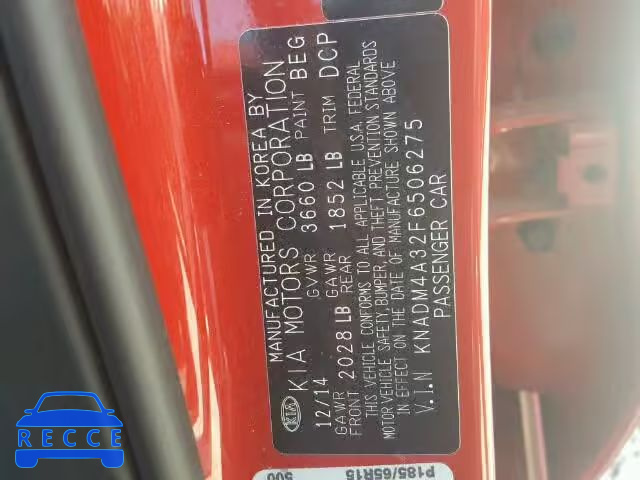 MANUFACTURED IN KOREA BY
KIA MOTORS CORPORATION
12/14 GVWR 3660 LB PAINT BEG
GAWR GAWR
FRONT 2028 LB REAR 1852 LB TRIM DCP
THIS VEHICLE CONFORMS TO ALL APPLICABLE U.S.A. FEDERAL
MOTOR VEHICLE SAFETY, BUMPER, AND THEFT PREVENTION STANDARDS
IN EFFECT ON THE DATE OF MANUFACTURE SHOWN ABOVE
V.I.N KNADM4A32F6506275
PASSENGER CAR
KIA
P185/65R15
500
RECCE